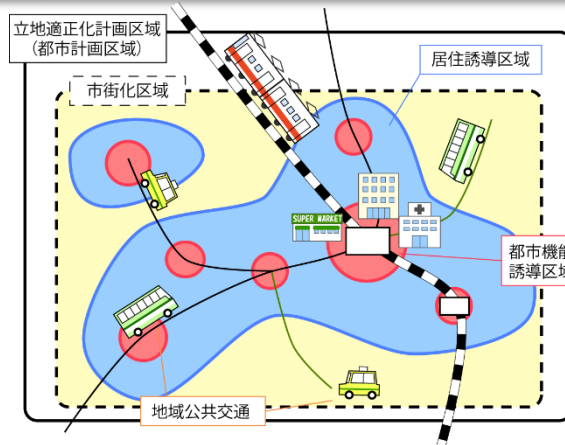 立地適正化計画区域
(都市計画区域)
居住誘導区域
市街化区域
SUPER MARKET
都市機能
誘導区域
地域公共交通